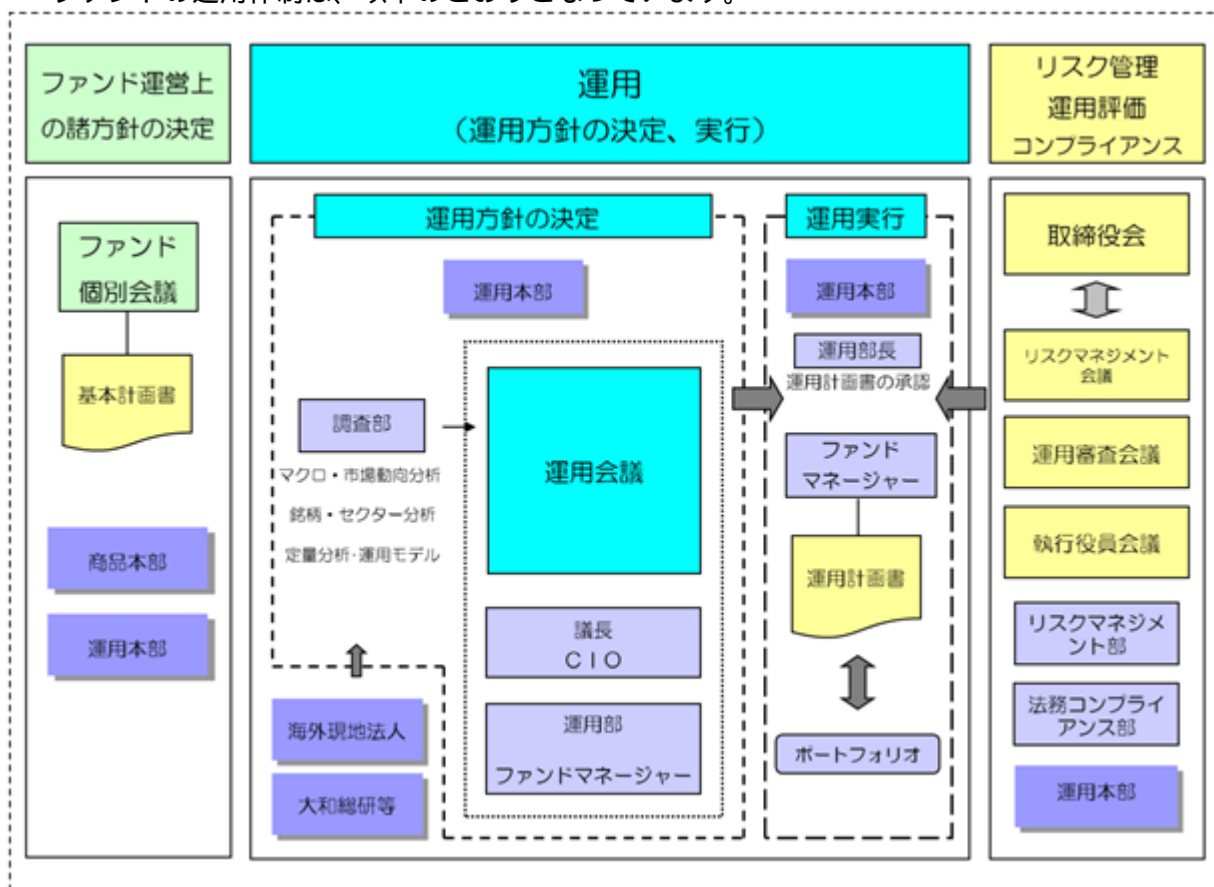 ファンド運営上
の諸方針の決定
運用
（運用方針の決定、実行）
リスク管理
運用評価
コンプライアンス
ファンド
個別会議
基本計画書
商品本部
運用本部
運用方針の決定
運用本部
調査部
マクロ・市場動向分析
銘柄・セクター分析
定量分析・運用モデル
運用会議
議長
ＣＩＯ
運用部
ファンドマネージャー
海外現地法人
大和総研等
運用実行
運用本部
運用部長
運用計画書の承認
ファンド
マネージャー
運用計画書
ポートフォリオ
取締役会
リスクマネジメント
会議
運用審査会議
執行役員会議
リスクマネジメ
ント部
法務コンプライ
アンス部
運用本部